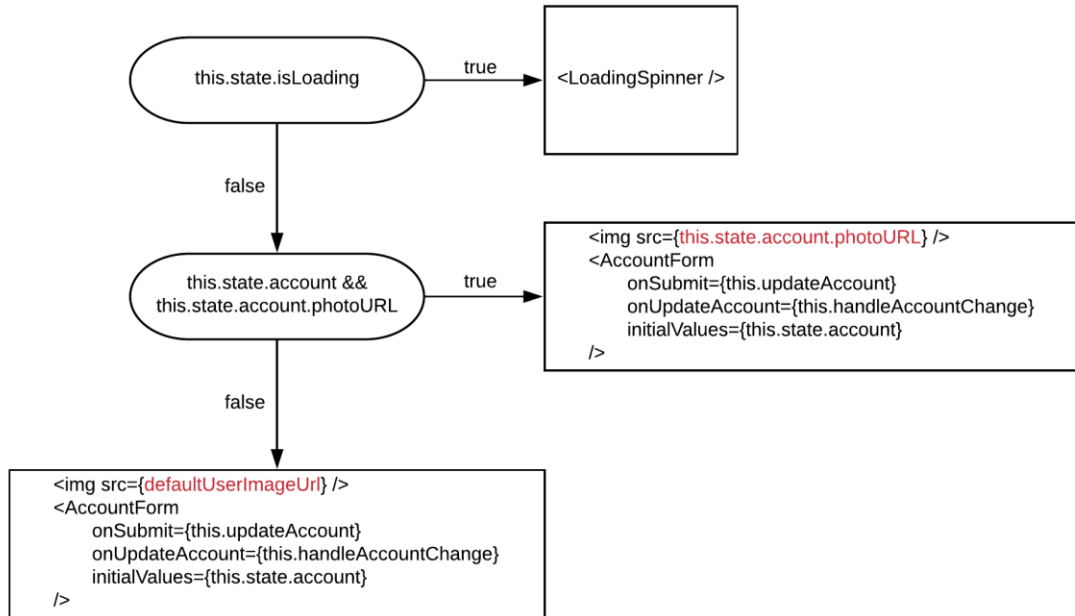 this.state.isLoading
true
<LoadingSpinner />
false
this.state.account &&
this.state.account.photoURL
true
<img src={this.state.account.photoURL} />
<AccountForm
onSubmit={this.updateAccount}
onUpdateAccount={this.handleAccountChange}
initialValues={this.state.account}
/>
false
<img src={defaultUserImageUrl} />
<AccountForm
onSubmit={this.updateAccount}
onUpdateAccount={this.handleAccountChange}
initialValues={this.state.account}
/>